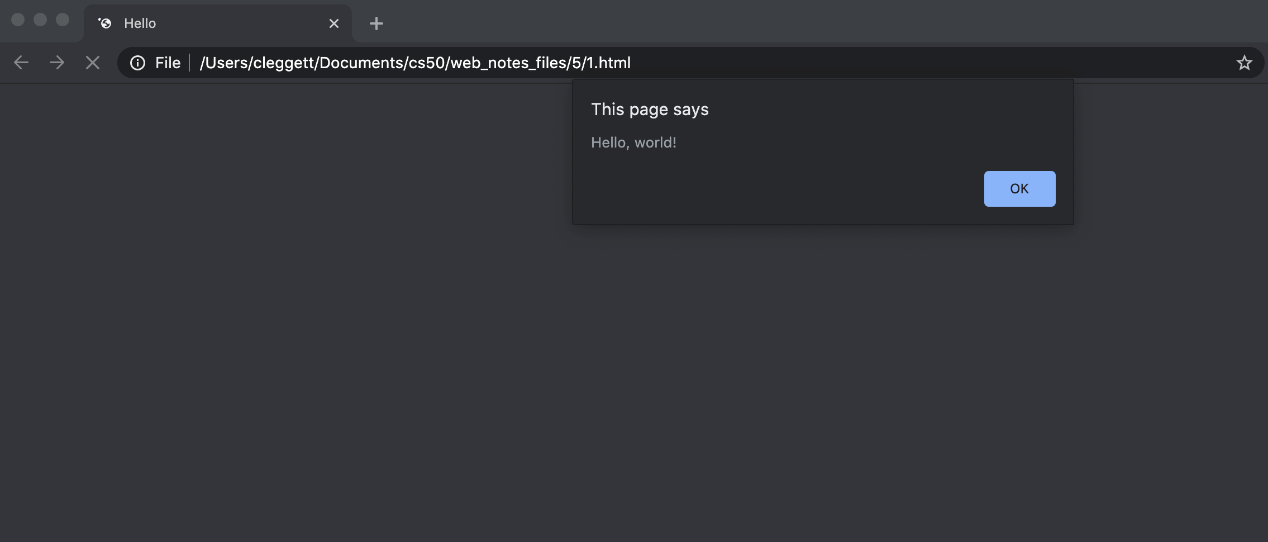 Hello
File /Users/cleggett/Documents/cs50/web_notes_files/5/1.html
This page says
Hello, world!
OK